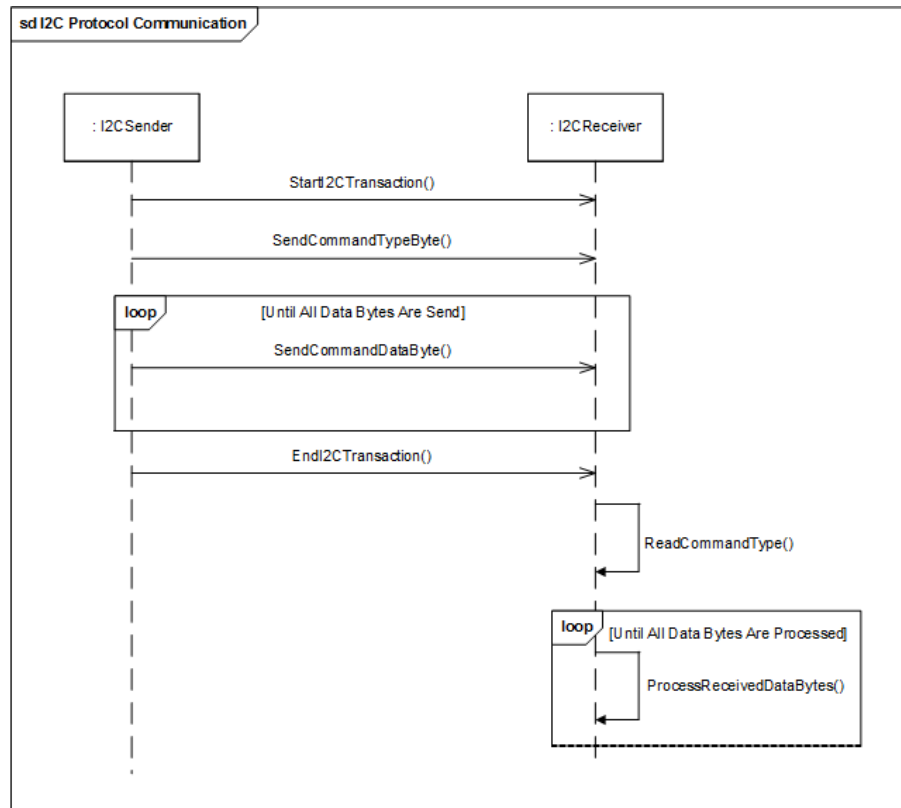 sd I2C Protocol Communication
: I2CSender
: I2CReceiver
StartI2CTransaction()
SendCommandTypeByte()
loop
[Until All Data Bytes Are Send]
SendCommandDataByte()
EndI2CTransaction()
ReadCommandType()
loop
[Until All Data Bytes Are Processed]
ProcessReceivedDataBytes()